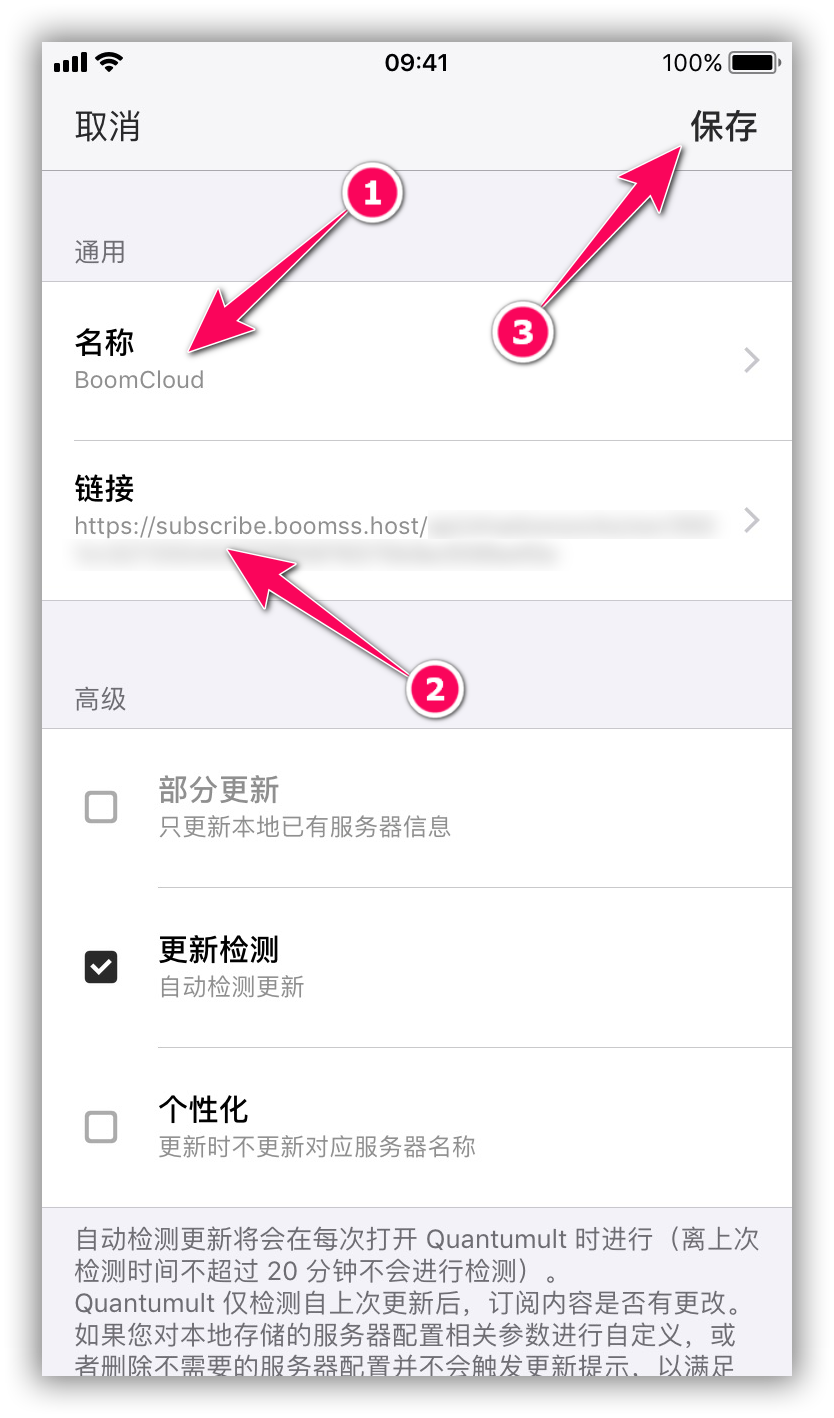 09:41
100%
取消
保存
1
通用
3
名称
BoomCloud
链接
https://subscribe.boomss.host/
2
高级
部分更新
只更新本地已有服务器信息
更新检测
自动检测更新
个性化
更新时不更新对应服务器名称
自动检测更新将会在每次打开 Quantumult 时进行（离上次
检测时间不超过 20 分钟不会进行检测）。
Quantumult 仅检测自上次更新后，订阅内容是否有更改。
如果您对本地存储的服务器配置相关参数进行自定义，或
者删除不需要的服务器配置并不会触发更新提示，以满足